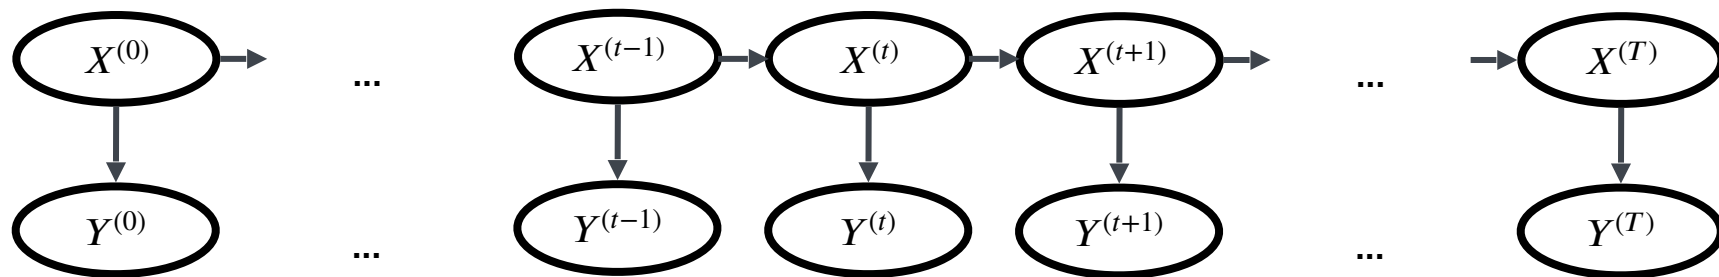 X^(0) ... X^(t−1) X^(t) X^(t+1) ... X^(T)
Y^(0) ... Y^(t−1) Y^(t) Y^(t+1) ... Y^(T)